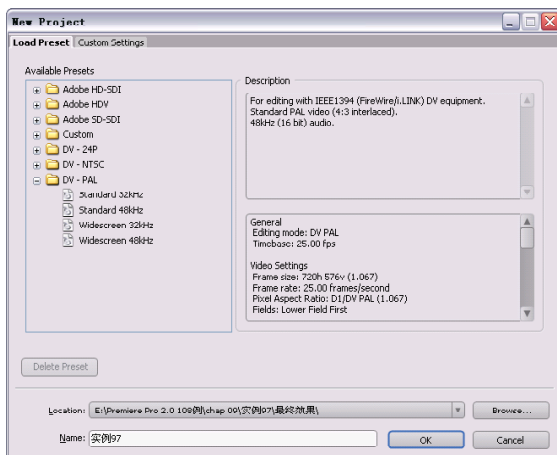 New Project
Load Preset Custom Settings
Available Presets
Adobe HD-SDI
Adobe HDV
Adobe SD-SDI
Custom
DV - 24P
DV - NTSC
DV - PAL
Standard 32kHz
Standard 48kHz
Widescreen 32kHz
Widescreen 48kHz
Description
For editing with IEEE1394 (FireWire/i.LINK) DV equipment.
Standard PAL video (4:3 interlaced).
48kHz (16 bit) audio.
General
Editing mode: DV PAL
Timebase: 25.00 fps
Video Settings
Frame size: 720h 576v (1.067)
Frame rate: 25.00 frames/second
Pixel Aspect Ratio: D1/DV PAL (1.067)
Fields: Lower Field First
Delete Preset
Location: E:\Premiere Pro 2.0 108例\chap 09\实例97\最终效果\
Browse...
Name: 实例97
OK
Cancel